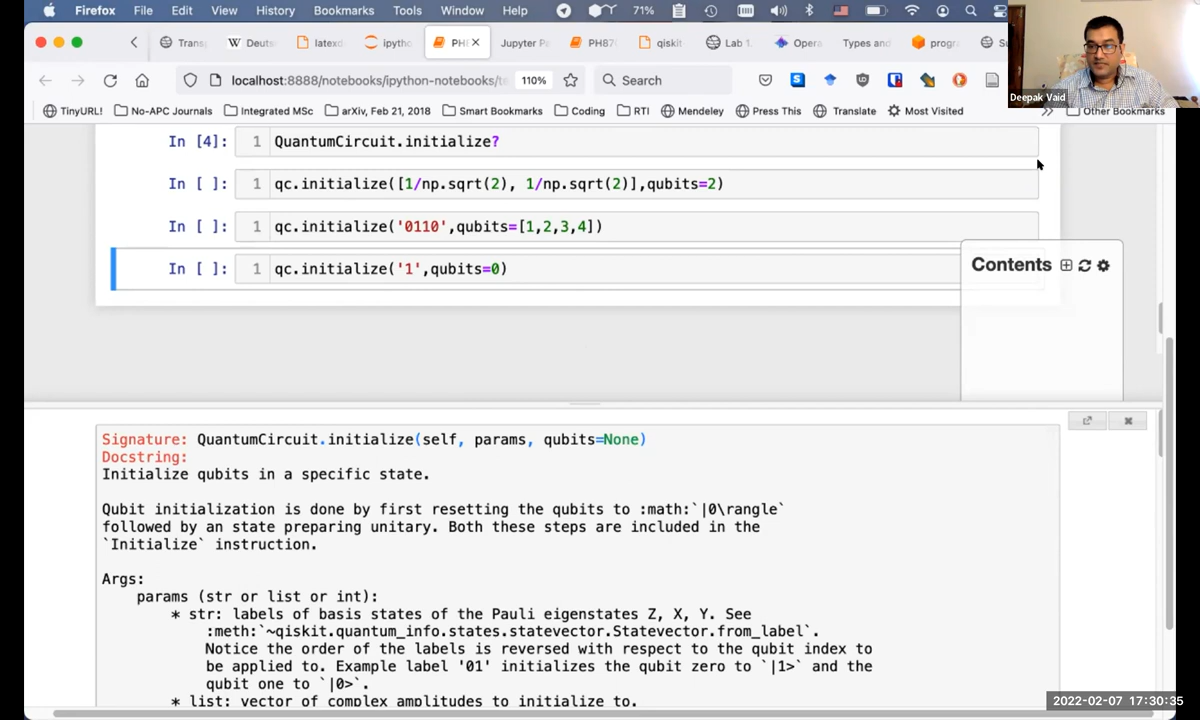 Firefox File Edit View History Bookmarks Tools Window Help 71%
Trans Deuts latexd ipytho PH Jupyter P PH87 qiskit Lab 1. Opera Types and progr Su
localhost:8888/notebooks/ipython-notebooks/te 110% Search
Deepak Vaid
TinyURL! No-APC Journals Integrated MSc arXiv, Feb 21, 2018 Smart Bookmarks Coding RTI Mendeley Press This Translate Most Visited Other Bookmarks
In [4]: 1 QuantumCircuit.initialize?
In [ ]: 1 qc.initialize([1/np.sqrt(2), 1/np.sqrt(2)],qubits=2)
In [ ]: 1 qc.initialize('0110',qubits=[1,2,3,4])
In [ ]: 1 qc.initialize('1',qubits=0)
Contents
Signature: QuantumCircuit.initialize(self, params, qubits=None)
Docstring:
Initialize qubits in a specific state.
Qubit initialization is done by first resetting the qubits to :math:`|0\rangle`
followed by an state preparing unitary. Both these steps are included in the
`Initialize` instruction.
Args:
params (str or list or int):
* str: labels of basis states of the Pauli eigenstates Z, X, Y. See
:meth:`~qiskit.quantum_info.states.statevector.Statevector.from_label`.
Notice the order of the labels is reversed with respect to the qubit index to
be applied to. Example label '01' initializes the qubit zero to `|1>` and the
qubit one to `|0>`.
* list: vector of complex amplitudes to initialize to.
2022-02-07 17:30:35